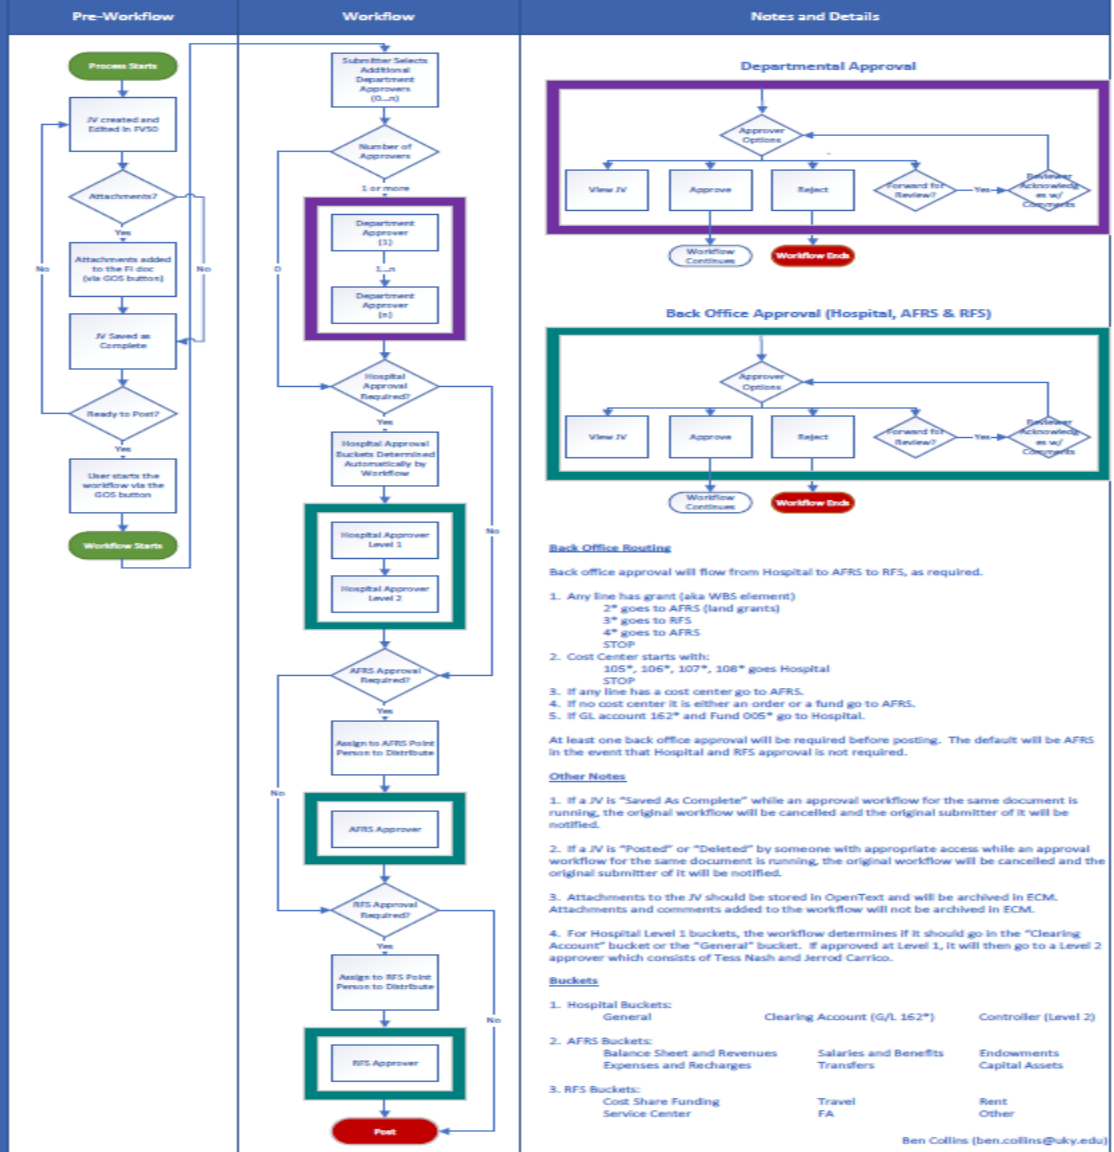 Pre-Workflow
Process Starts
JV created and
Edited in FV50
Attachments?
Yes
No
No
Attachments added
to the FI doc
(via GOS button)
JV Saved as
Complete
Ready to Post?
Yes
User starts the
workflow via the
GOS button
Workflow Starts
Workflow
Submitter Selects
Additional
Department
Approvers
(0...n)
Number of
Approvers
1 or more
0
Department
Approver
(1)
1...n
Department
Approver
(n)
Hospital
Approval
Required?
Yes
No
Hospital Approval
Buckets Determined
Automatically by
Workflow
Hospital Approver
Level 1
Hospital Approver
Level 2
AFRS Approval
Required?
Yes
No
Assign to AFRS Point
Person to Distribute
AFRS Approver
RFS Approval
Required?
Yes
No
Assign to RFS Point
Person to Distribute
RFS Approver
Post
Notes and Details
Departmental Approval
Approver
Options
View JV
Approve
Reject
Forward for
Review?
Yes
Reviewer
Acknowledg
es w/
Comments
Workflow
Continues
Workflow Ends
Back Office Approval (Hospital, AFRS & RFS)
Approver
Options
View JV
Approve
Reject
Forward for
Review?
Yes
Reviewer
Acknowledg
es w/
Comments
Workflow
Continues
Workflow Ends
Back Office Routing
Back office approval will flow from Hospital to AFRS to RFS, as required.
1. Any line has grant (aka WBS element)
2* goes to AFRS (land grants)
3* goes to RFS
4* goes to AFRS
STOP
2. Cost Center starts with:
105*, 106*, 107*, 108* goes Hospital
STOP
3. If any line has a cost center go to AFRS.
4. If no cost center it is either an order or a fund go to AFRS.
5. If GL account 162* and Fund 005* go to Hospital.
At least one back office approval will be required before posting. The default will be AFRS
in the event that Hospital and RFS approval is not required.
Other Notes
1. If a JV is "Saved As Complete" while an approval workflow for the same document is
running, the original workflow will be cancelled and the original submitter of it will be
notified.
2. If a JV is "Posted" or "Deleted" by someone with appropriate access while an approval
workflow for the same document is running, the original workflow will be cancelled and the
original submitter of it will be notified.
3. Attachments to the JV should be stored in OpenText and will be archived in ECM.
Attachments and comments added to the workflow will not be archived in ECM.
4. For Hospital Level 1 buckets, the workflow determines if it should go in the "Clearing
Account" bucket or the "General" bucket. If approved at Level 1, it will then go to a Level 2
approver which consists of Tess Nash and Jerrod Carrico.
Buckets
1. Hospital Buckets:
General Clearing Account (G/L 162*) Controller (Level 2)
2. AFRS Buckets:
Balance Sheet and Revenues Salaries and Benefits Endowments
Expenses and Recharges Transfers Capital Assets
3. RFS Buckets:
Cost Share Funding Travel Rent
Service Center FA Other
Ben Collins (ben.collins@uky.edu)